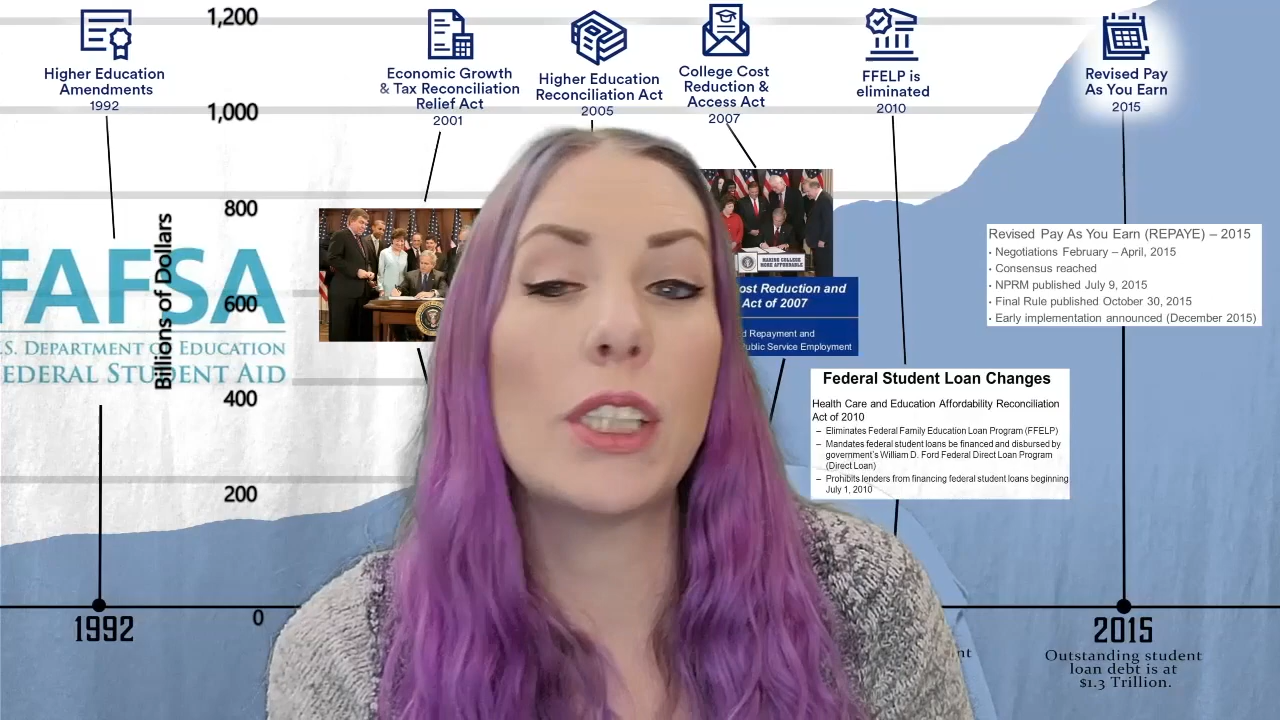 1,200
1,000
800
600
400
200
0
Billions of Dollars
Higher Education
Amendments
1992
Economic Growth
& Tax Reconciliation
Relief Act
2001
Higher Education
Reconciliation Act
2005
College Cost
Reduction &
Access Act
2007
FFELP is
eliminated
2010
Revised Pay
As You Earn
2015
FAFSA
U.S. DEPARTMENT OF EDUCATION
FEDERAL STUDENT AID
MAKING COLLEGE
MORE AFFORDABLE
ost Reduction and
Act of 2007
d Repayment and
ublic Service Employment
Revised Pay As You Earn (REPAYE) – 2015
· Negotiations February – April, 2015
· Consensus reached
· NPRM published July 9, 2015
· Final Rule published October 30, 2015
· Early implementation announced (December 2015)
Federal Student Loan Changes
Health Care and Education Affordability Reconciliation
Act of 2010
– Eliminates Federal Family Education Loan Program (FFELP)
– Mandates federal student loans be financed and disbursed by
government's William D. Ford Federal Direct Loan Program
(Direct Loan)
– Prohibits lenders from financing federal student loans beginning
July 1, 2010
1992
nt
2015
Outstanding student
loan debt is at
$1.3 Trillion.